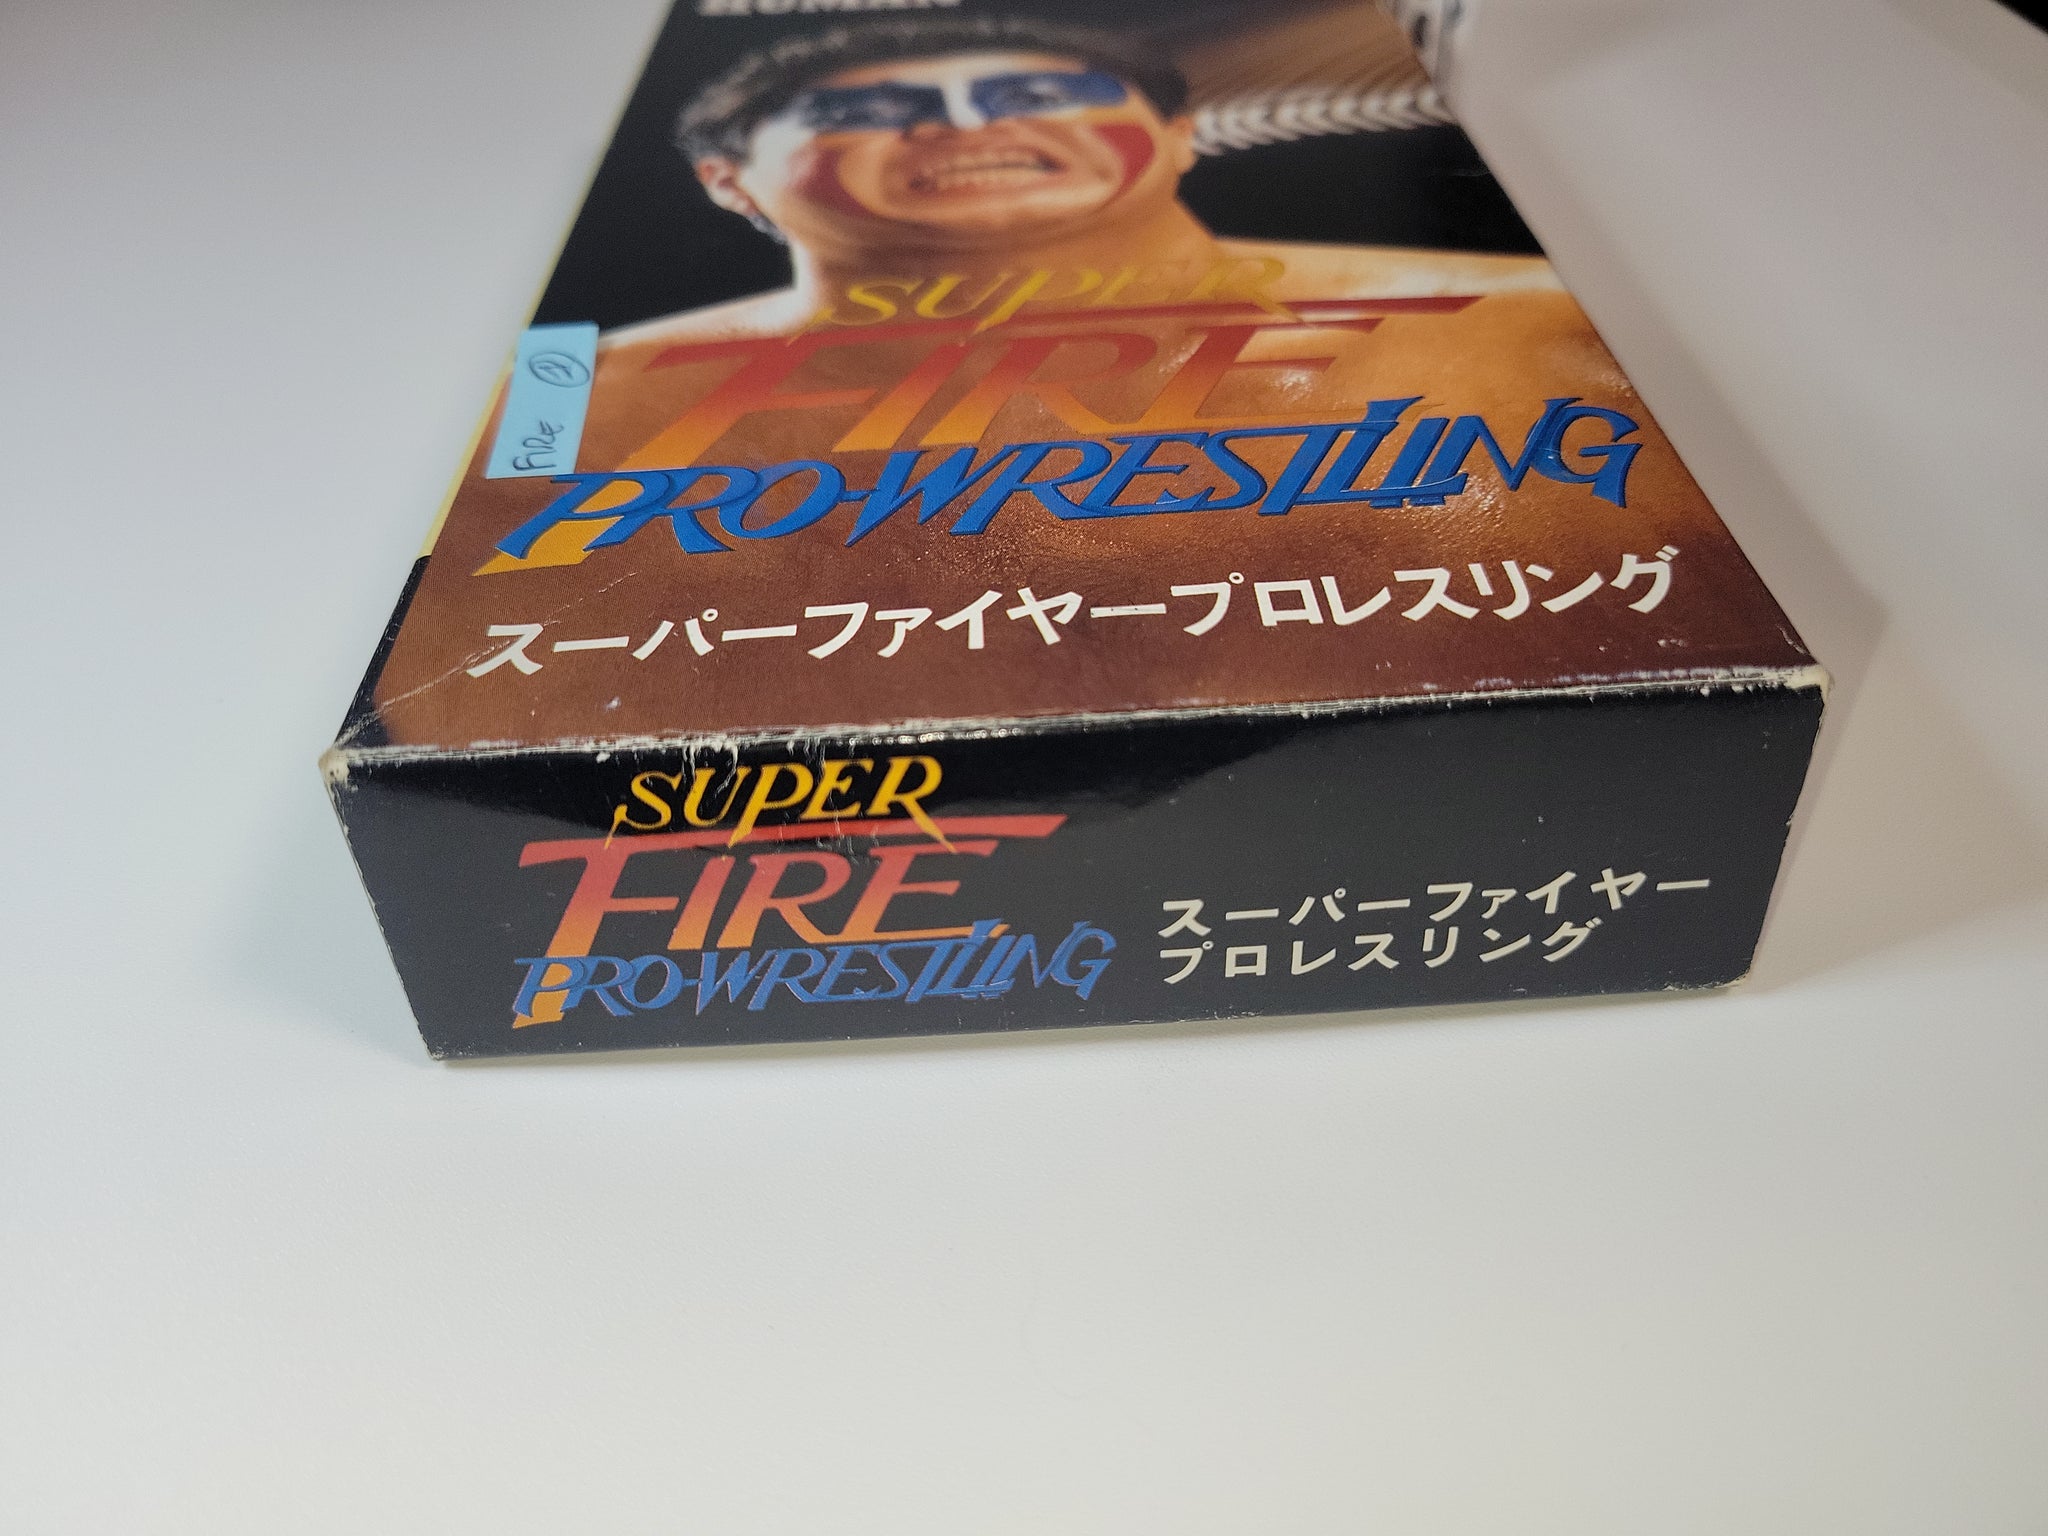 HUMAN
SUPER
FIRE
PRO-WRESTLING
スーパーファイヤープロレスリング
FIRE
SUPER
FIRE
PRO-WRESTLING
スーパーファイヤー
プロレスリング